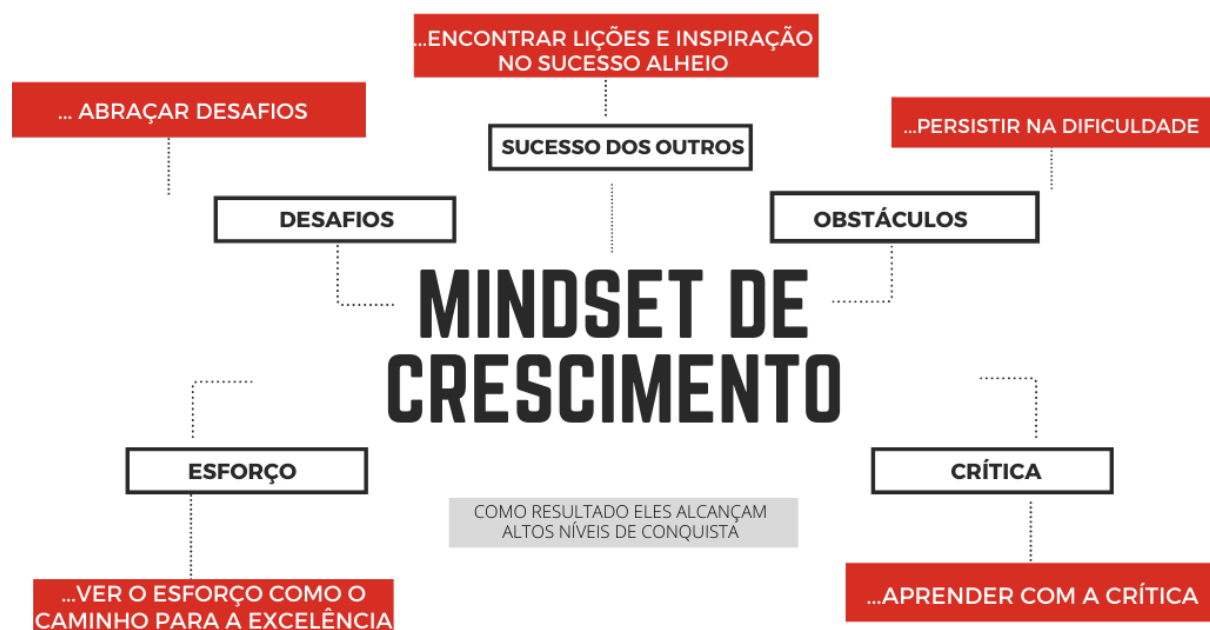 ...ENCONTRAR LIÇÕES E INSPIRAÇÃO
NO SUCESSO ALHEIO
... ABRAÇAR DESAFIOS
...PERSISTIR NA DIFICULDADE
SUCESSO DOS OUTROS
DESAFIOS
OBSTÁCULOS
MINDSET DE
CRESCIMENTO
ESFORÇO
CRÍTICA
COMO RESULTADO ELES ALCANÇAM
ALTOS NÍVEIS DE CONQUISTA
...VER O ESFORÇO COMO O
CAMINHO PARA A EXCELÊNCIA
...APRENDER COM A CRÍTICA